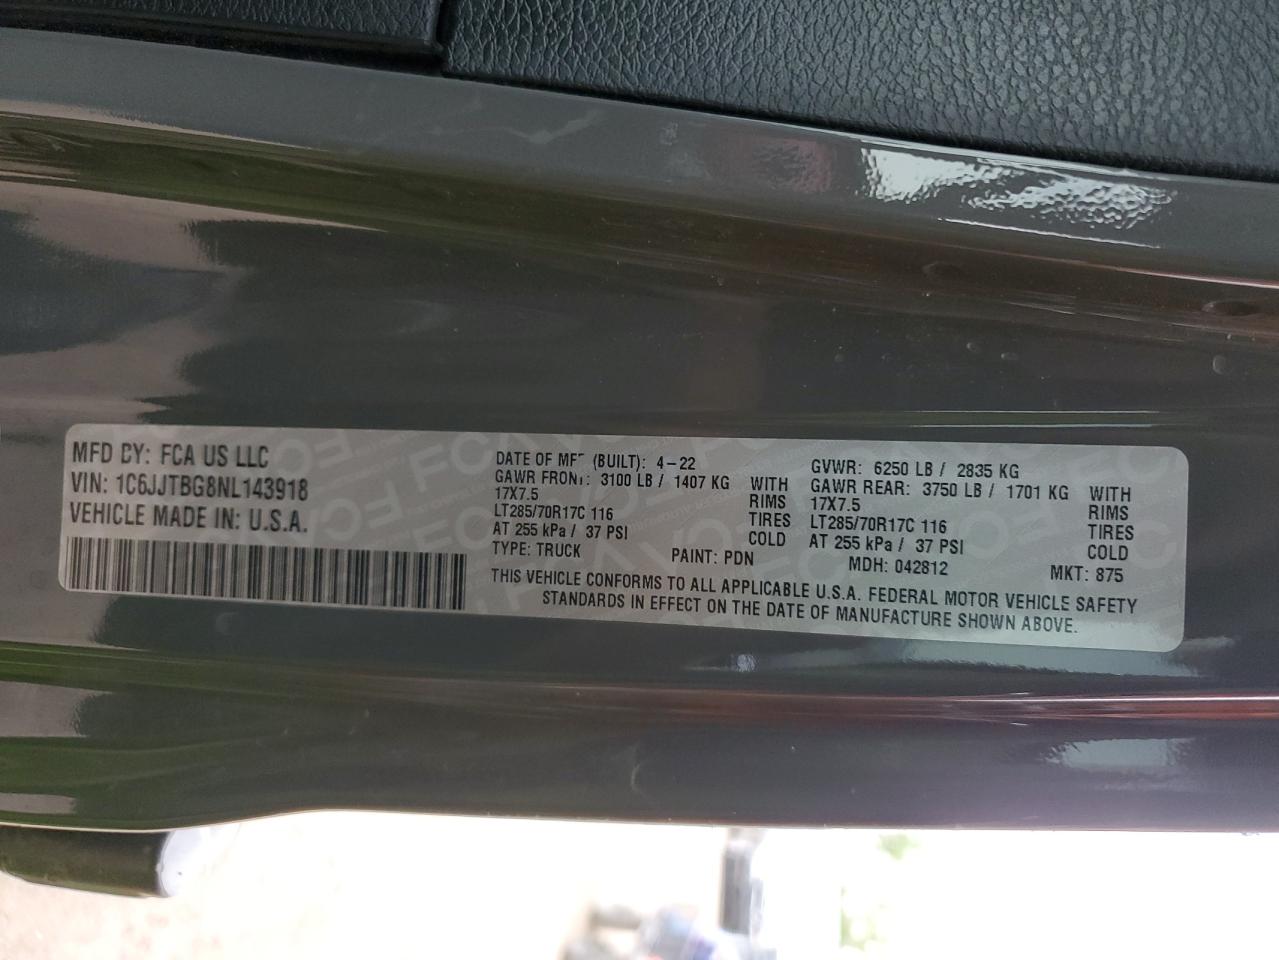 MFD BY: FCA US LLC
VIN: 1C6JJTBG8NL143918
VEHICLE MADE IN: U.S.A.
DATE OF MFT (BUILT): 4-22
GAWR FRONT: 3100 LB / 1407 KG WITH
17X7.5 RIMS
LT285/70R17C 116 TIRES
AT 255 kPa / 37 PSI COLD
TYPE: TRUCK PAINT: PDN
GVWR: 6250 LB / 2835 KG
GAWR REAR: 3750 LB / 1701 KG WITH
17X7.5 RIMS
LT285/70R17C 116 TIRES
AT 255 kPa / 37 PSI COLD
MDH: 042812 MKT: 875
THIS VEHICLE CONFORMS TO ALL APPLICABLE U.S.A. FEDERAL MOTOR VEHICLE SAFETY
STANDARDS IN EFFECT ON THE DATE OF MANUFACTURE SHOWN ABOVE.